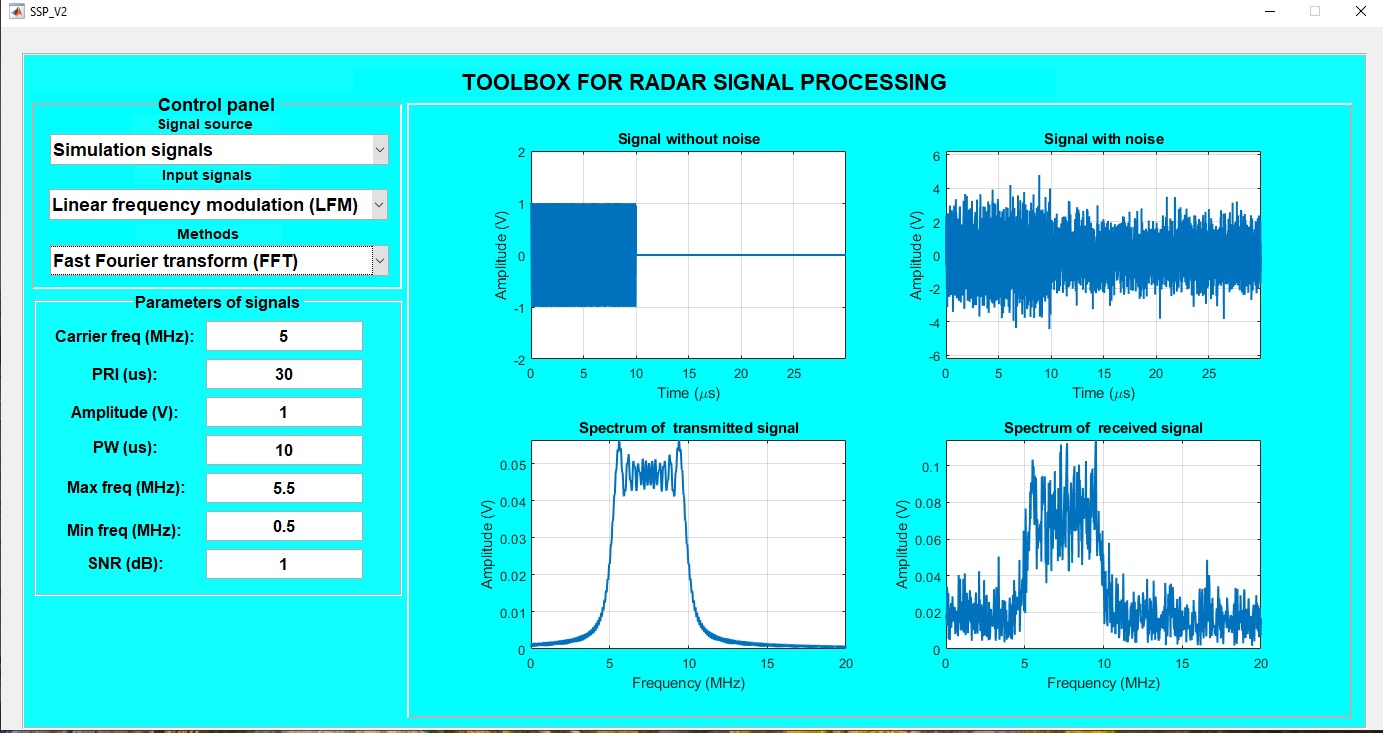 SSP_V2
TOOLBOX FOR RADAR SIGNAL PROCESSING
Control panel
Signal source
Simulation signals
Input signals
Linear frequency modulation (LFM)
Methods
Fast Fourier transform (FFT)
Parameters of signals
Carrier freq (MHz): 5
PRI (us): 30
Amplitude (V): 1
PW (us): 10
Max freq (MHz): 5.5
Min freq (MHz): 0.5
SNR (dB): 1
Signal without noise
2
1
0
-1
-2
Amplitude (V)
0 5 10 15 20 25
Time (μs)
Signal with noise
6
4
2
0
-2
-4
-6
Amplitude (V)
0 5 10 15 20 25
Time (μs)
Spectrum of  transmitted signal
0.05
0.04
0.03
0.02
0.01
0
Amplitude (V)
0 5 10 15 20
Frequency (MHz)
Spectrum of  received signal
0.1
0.08
0.06
0.04
0.02
0
Amplitude (V)
0 5 10 15 20
Frequency (MHz)